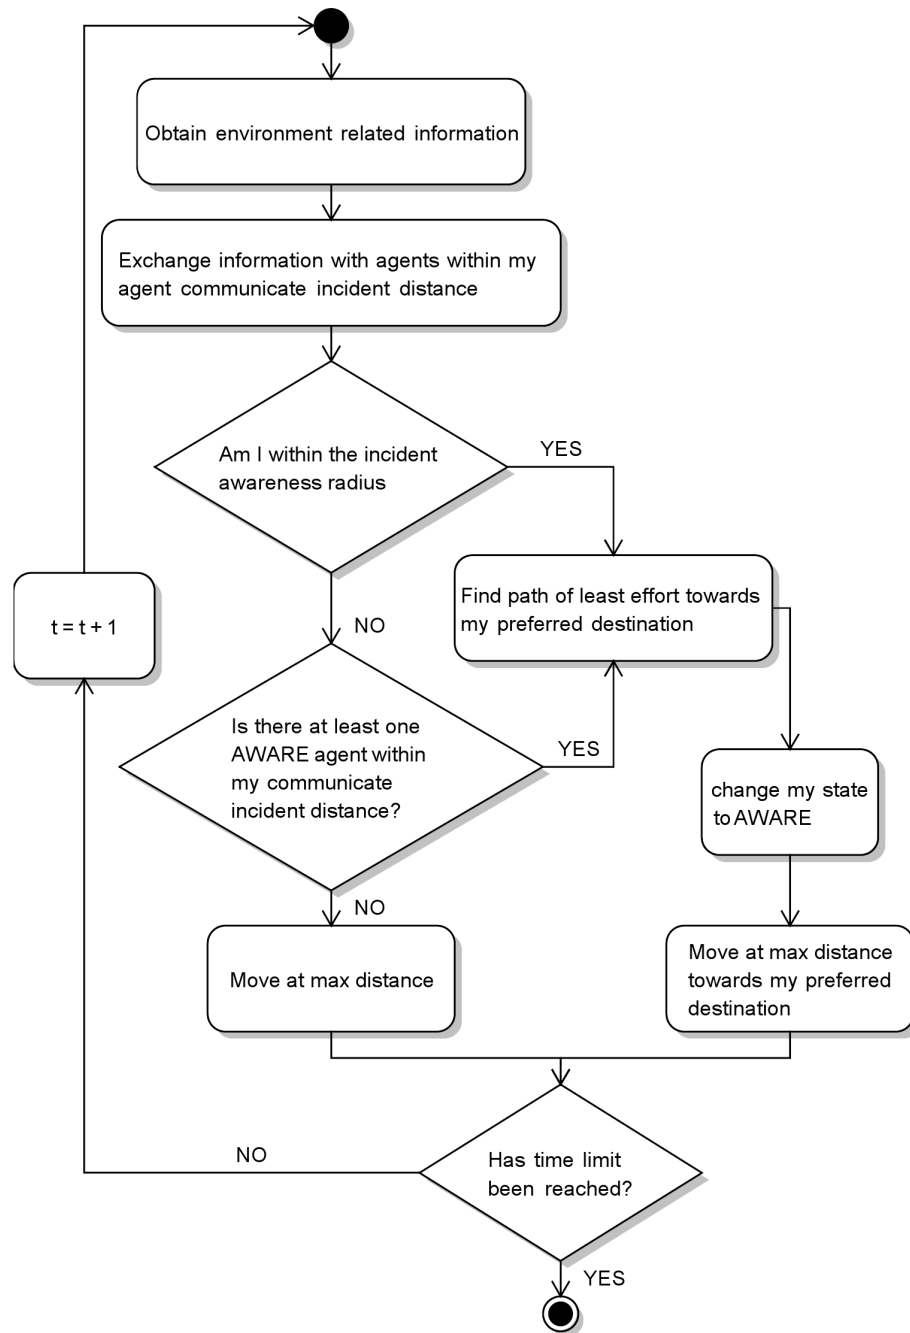 Obtain environment related information
Exchange information with agents within my
agent communicate incident distance
Am I within the incident
awareness radius
YES
Find path of least effort towards
my preferred destination
t = t + 1
NO
Is there at least one
AWARE agent within
my communicate
incident distance?
YES
change my state
to AWARE
NO
Move at max distance
Move at max distance
towards my preferred
destination
NO
Has time limit
been reached?
YES